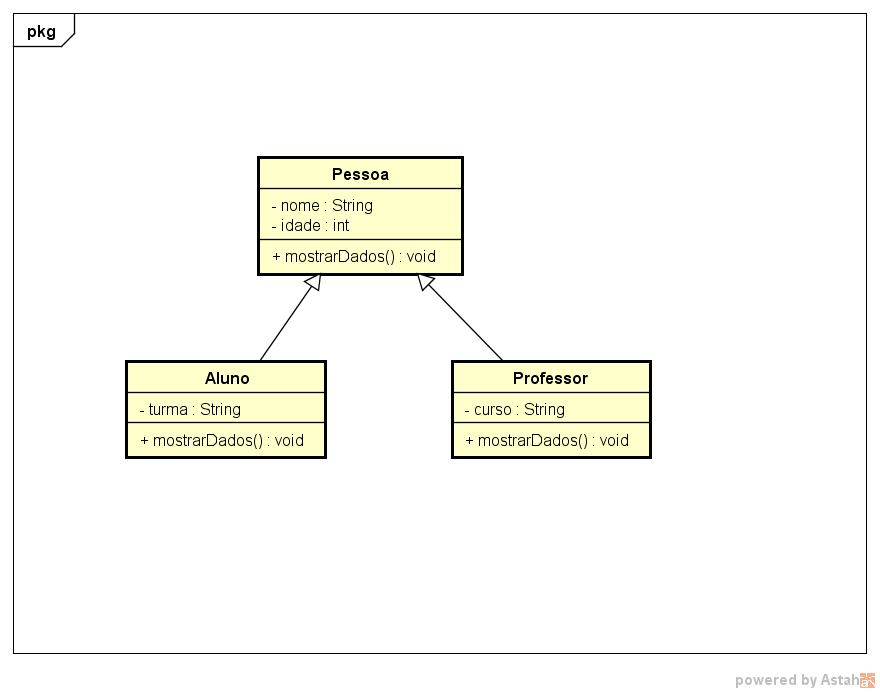 pkg
Pessoa
- nome : String
- idade : int
+ mostrarDados() : void
Aluno
- turma : String
+ mostrarDados() : void
Professor
- curso : String
+ mostrarDados() : void
powered by Astah